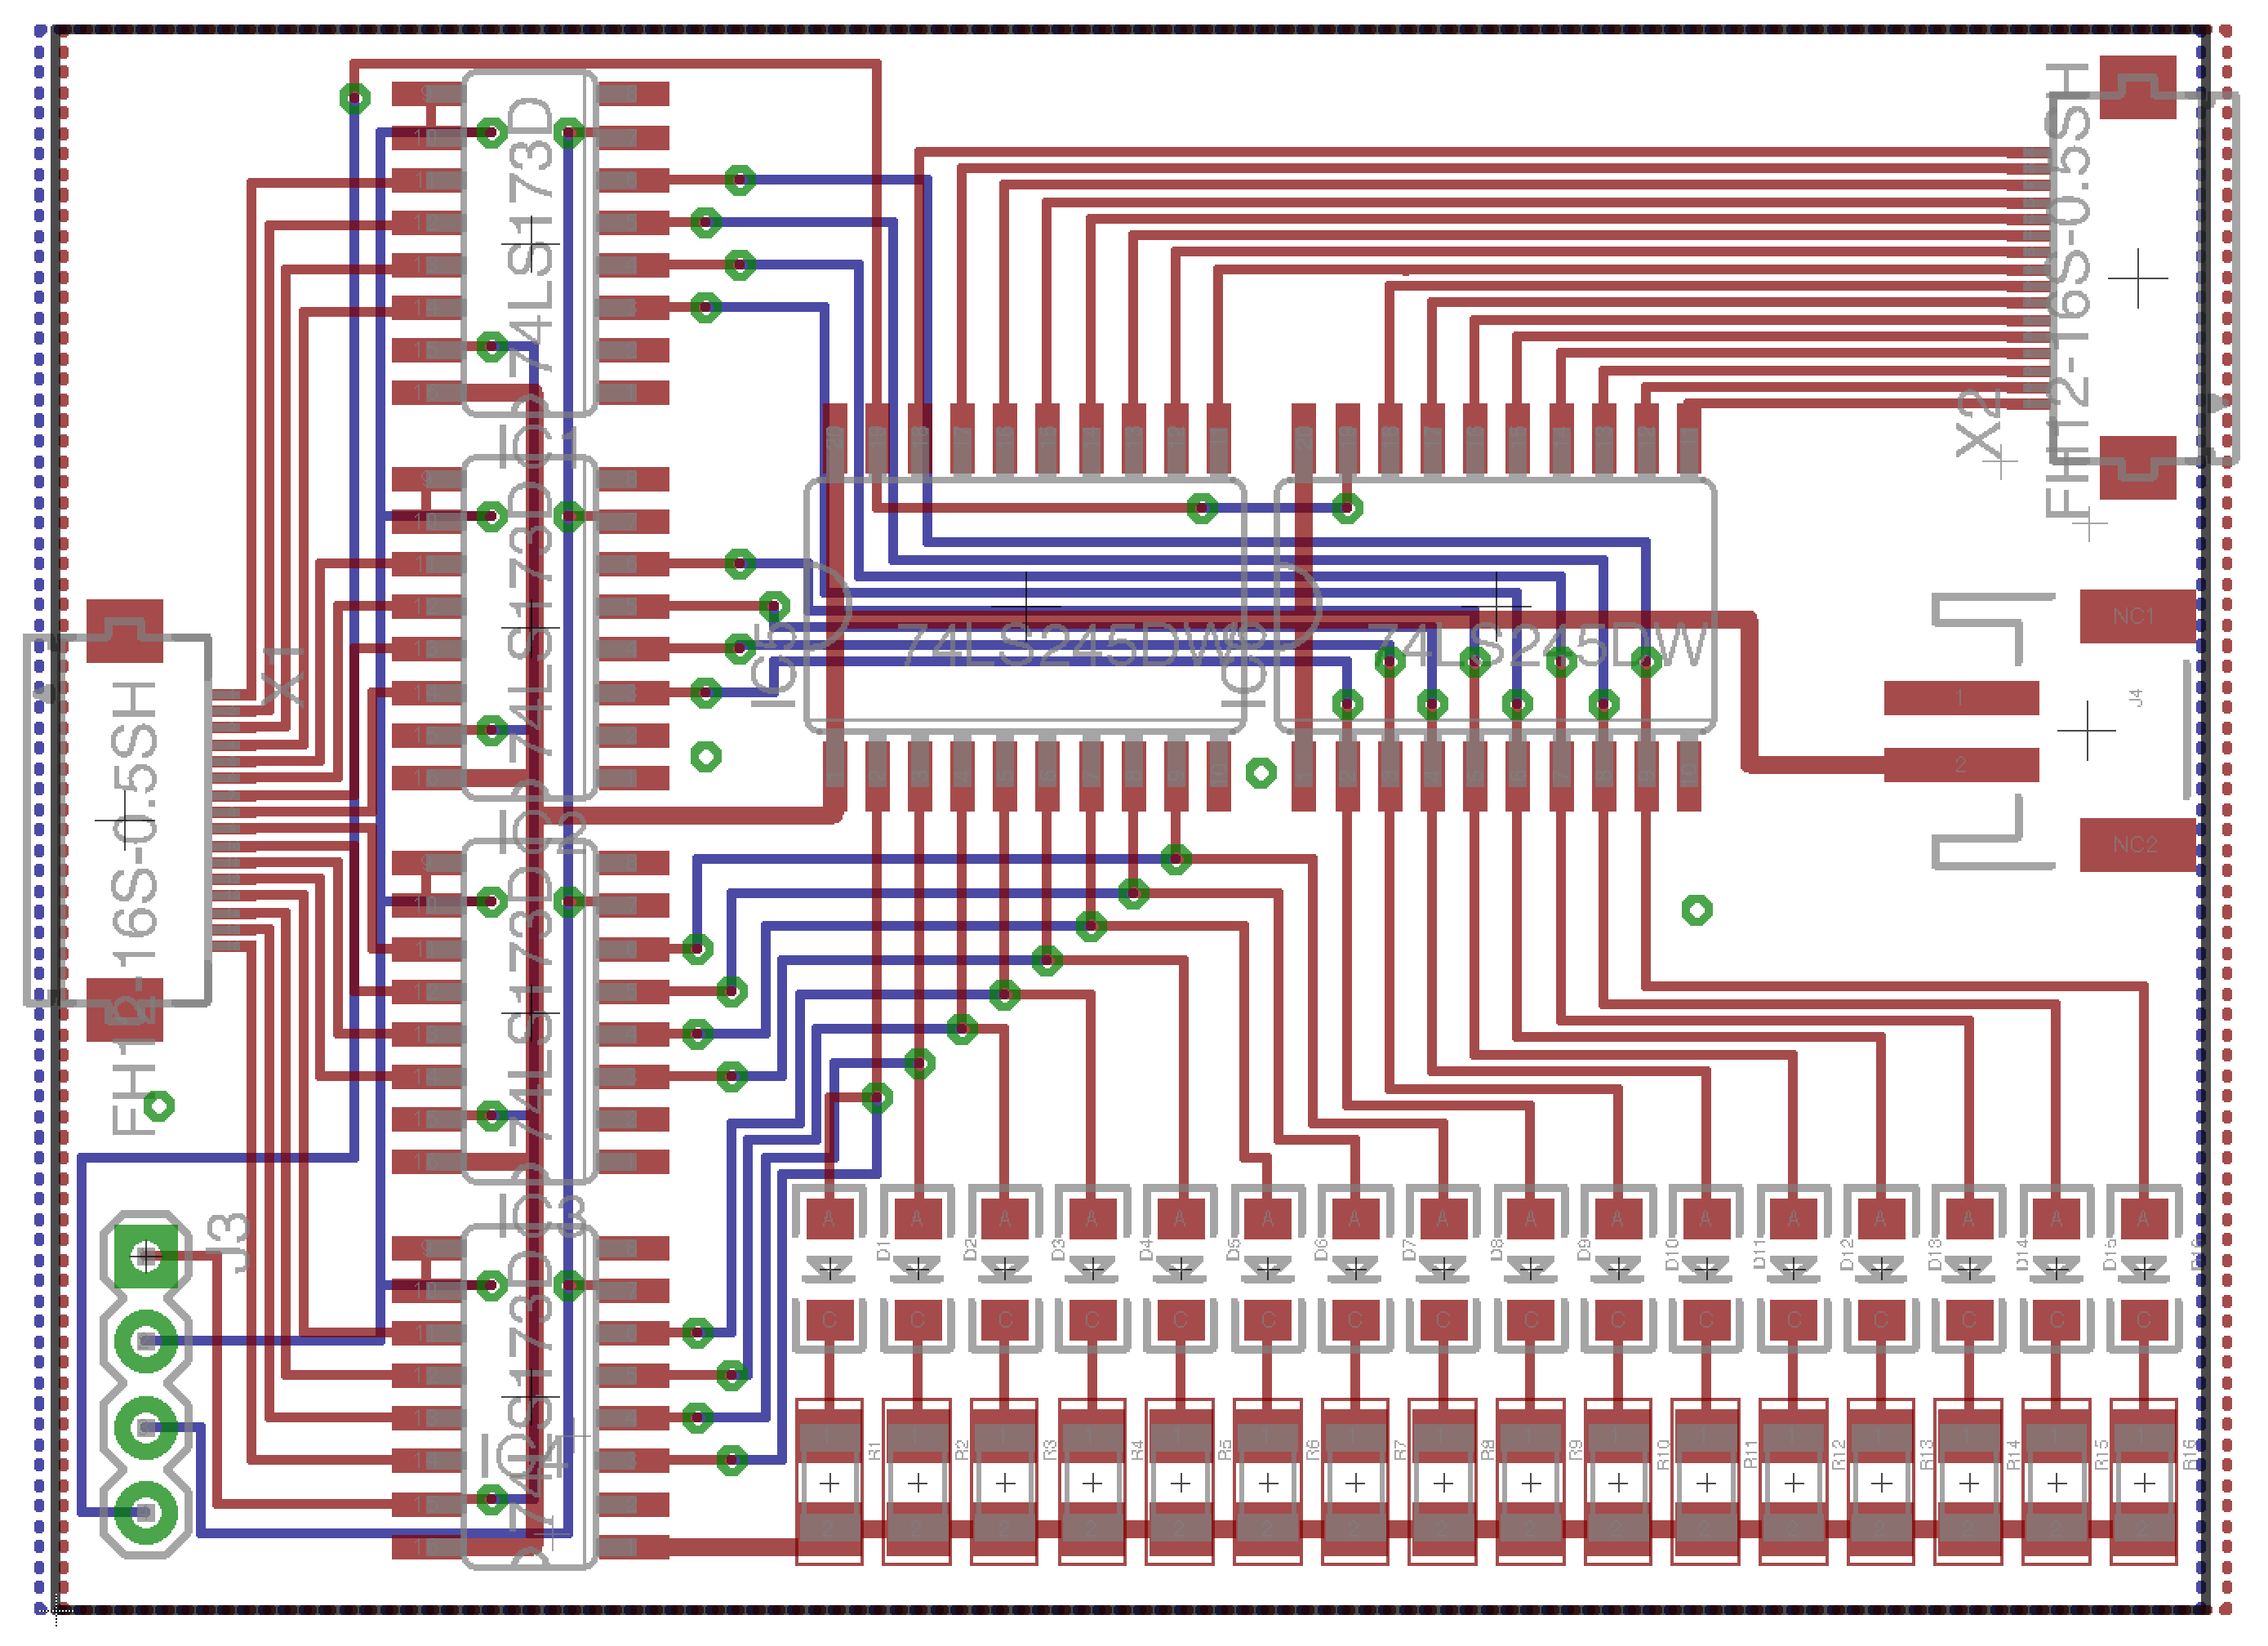 74LS173D
IC1
74LS173D
IC2
74LS173D
IC3
74LS173D
IC4
FH12-16S-0.5SH
X1
FH12-16S-0.5SH
X2
74LS245DW
IC5
74LS245DW
IC6
NC1
1
J4
2
NC2
J3
A A A A A A A A A A A A A A A A
D1 D2 D3 D4 D5 D6 D7 D8 D9 D10 D11 D12 D13 D14 D15 D16
C C C C C C C C C C C C C C C C
R1 R2 R3 R4 R5 R6 R7 R8 R9 R10 R11 R12 R13 R14 R15 R16